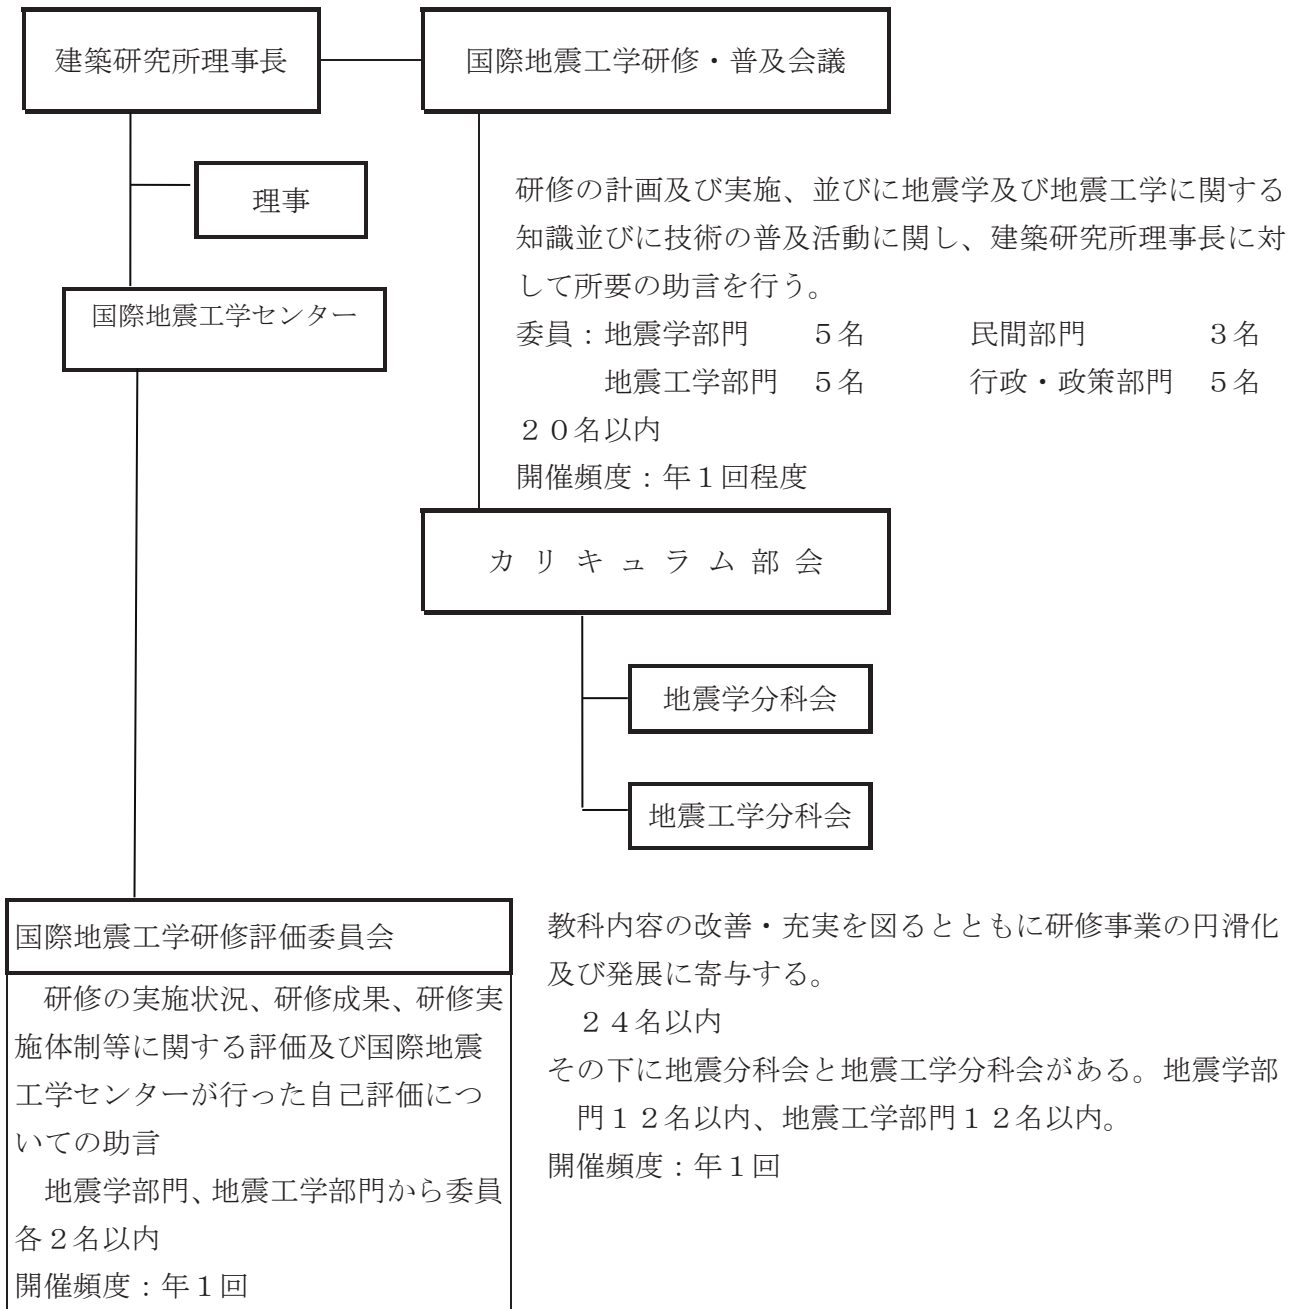 建築研究所理事長
国際地震工学研修・普及会議
理事
国際地震工学センター
研修の計画及び実施、並びに地震学及び地震工学に関する
知識並びに技術の普及活動に関し、建築研究所理事長に対
して所要の助言を行う。
委員：地震学部門　　５名　　　民間部門　　　　３名
地震工学部門　５名　　　行政・政策部門　５名
２０名以内
開催頻度：年１回程度
カリキュラム部会
地震学分科会
地震工学分科会
国際地震工学研修評価委員会
研修の実施状況、研修成果、研修実
施体制等に関する評価及び国際地震
工学センターが行った自己評価につ
いての助言
地震学部門、地震工学部門から委員
各２名以内
開催頻度：年１回
教科内容の改善・充実を図るとともに研修事業の円滑化
及び発展に寄与する。
２４名以内
その下に地震分科会と地震工学分科会がある。地震学部
門１２名以内、地震工学部門１２名以内。
開催頻度：年１回